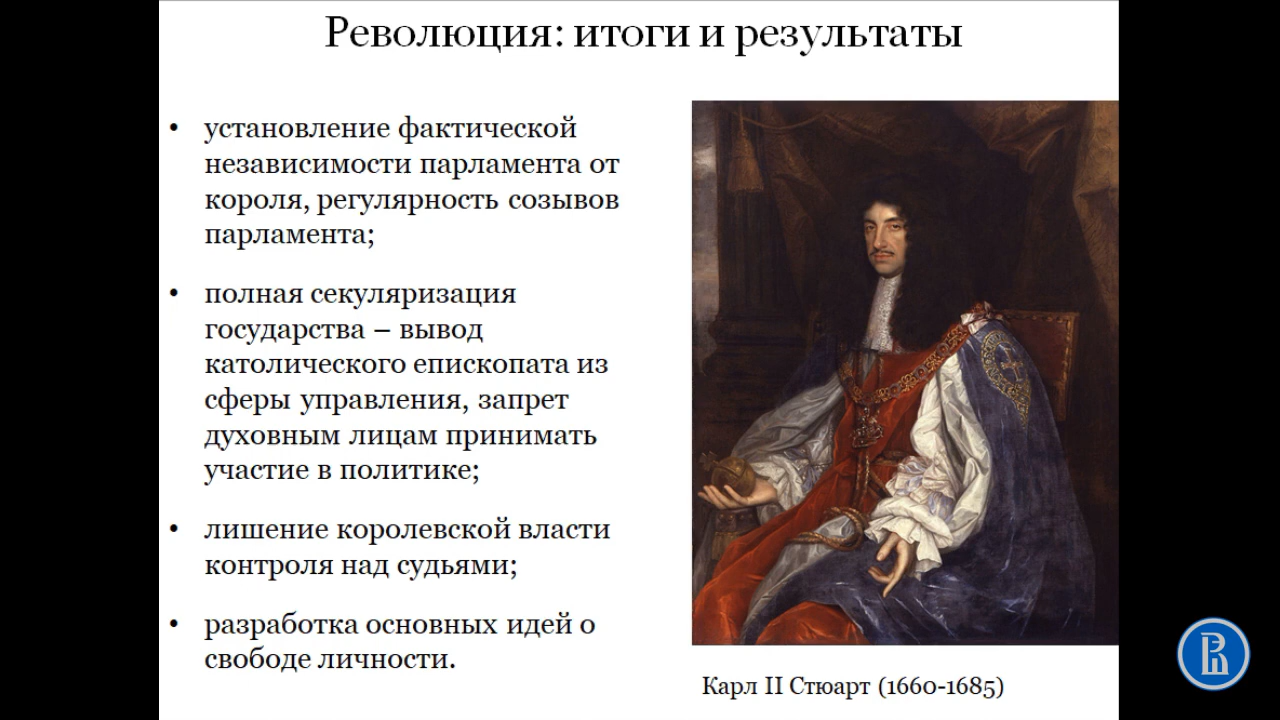 Революция: итоги и результаты
• установление фактической
независимости парламента от
короля, регулярность созывов
парламента;
• полная секуляризация
государства – вывод
католического епископата из
сферы управления, запрет
духовным лицам принимать
участие в политике;
• лишение королевской власти
контроля над судьями;
• разработка основных идей о
свободе личности.
Карл II Стюарт (1660-1685)